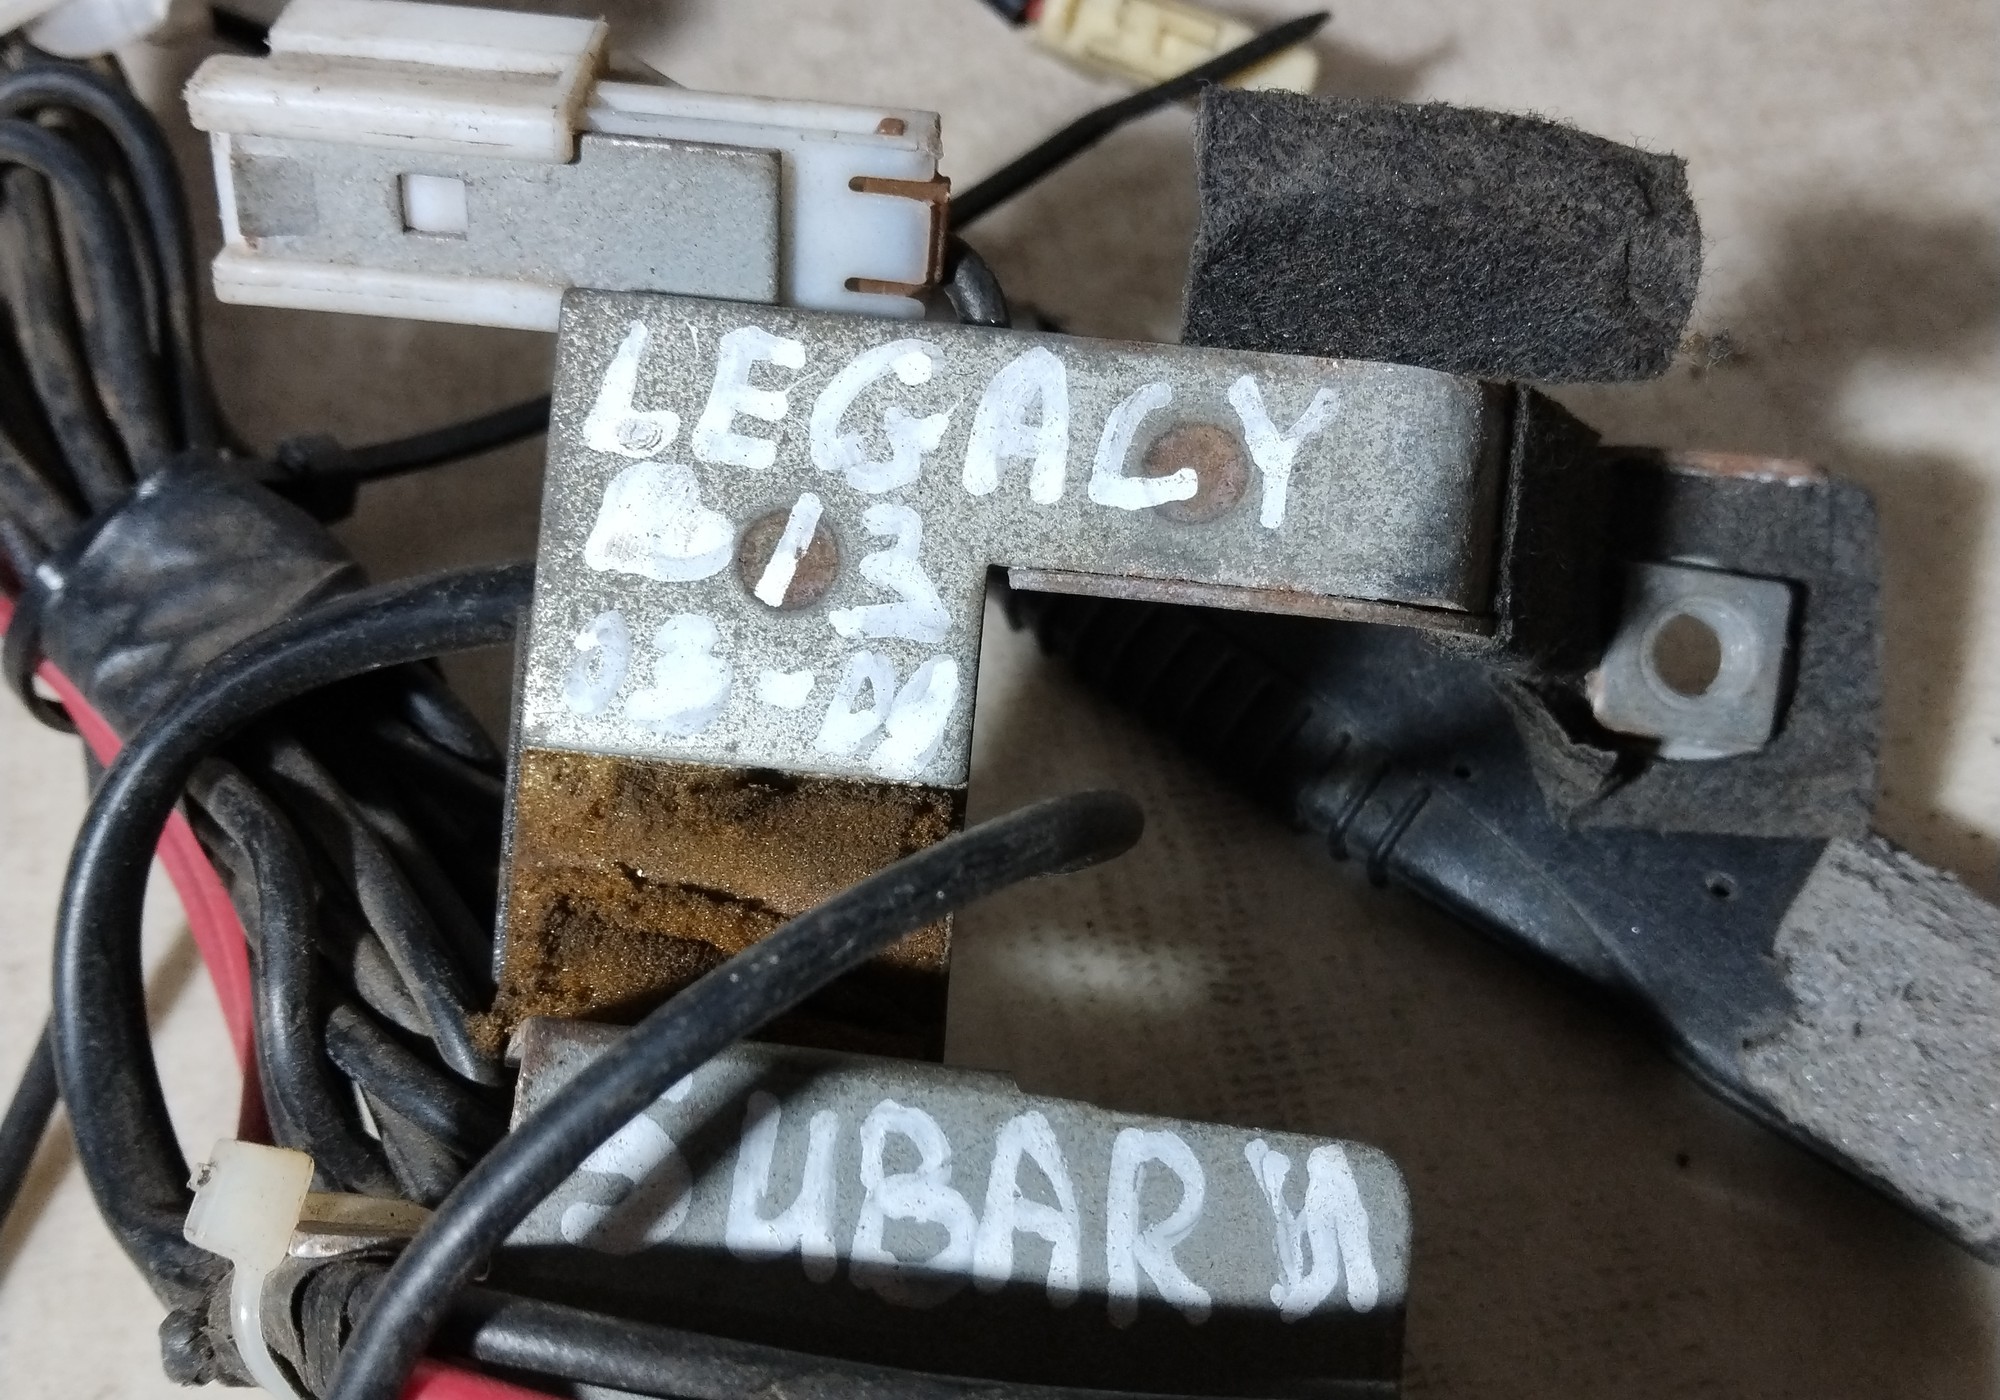 LEGACY
B13
03-09
SUBARU